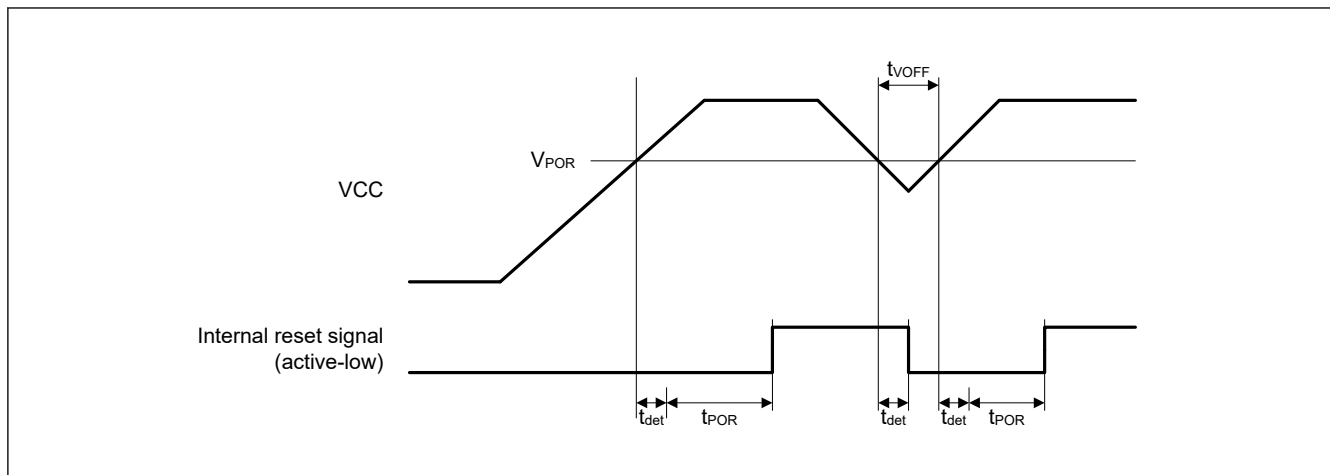 tVOFF
VPOR
VCC
Internal reset signal
(active-low)
tdet tPOR tdet tdet tPOR